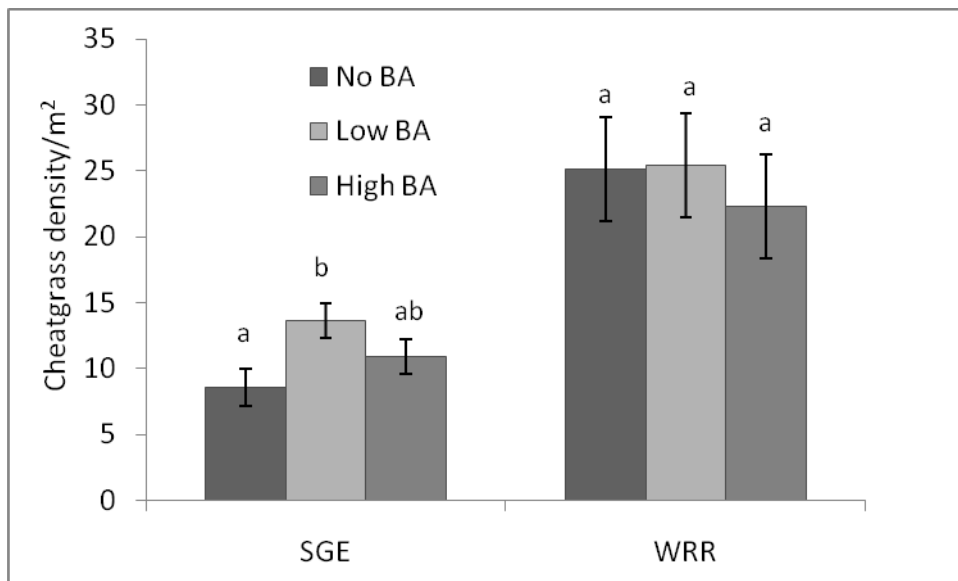 35
30
25
20
15
10
5
0
Cheatgrass density/m²
No BA
Low BA
High BA
a
b
ab
a
a
a
SGE
WRR